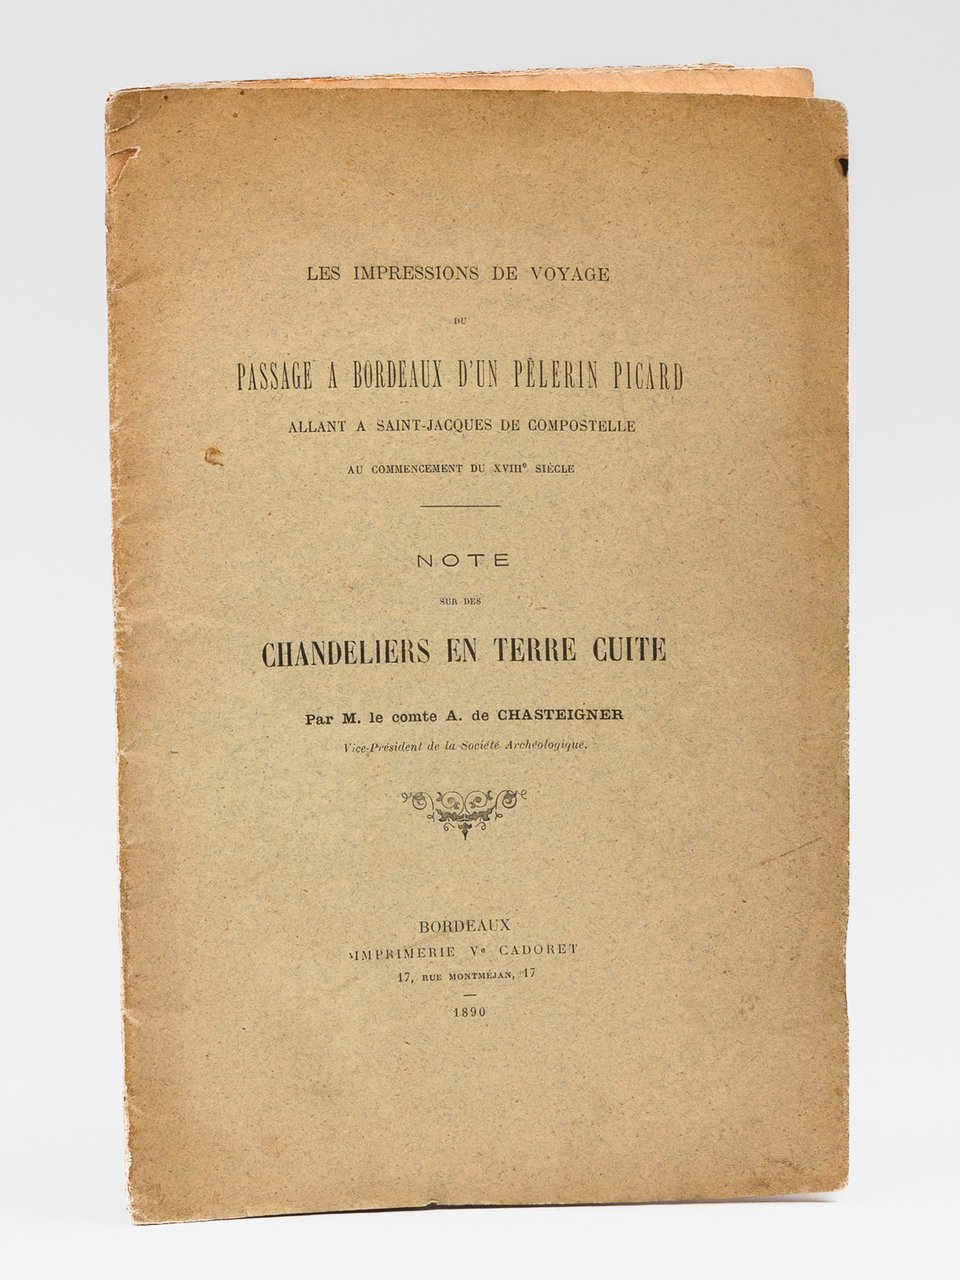 LES IMPRESSIONS DE VOYAGE
DU
PASSAGE A BORDEAUX D'UN PÈLERIN PICARD
ALLANT A SAINT-JACQUES DE COMPOSTELLE
AU COMMENCEMENT DU XVIIIe SIÈCLE
NOTE
SUR DES
CHANDELIERS EN TERRE CUITE
Par M. le comte A. de CHASTEIGNER
Vice-Président de la Société Archéologique.
BORDEAUX
IMPRIMERIE Ve CADORET
17, RUE MONTMÉJAN, 17
1890